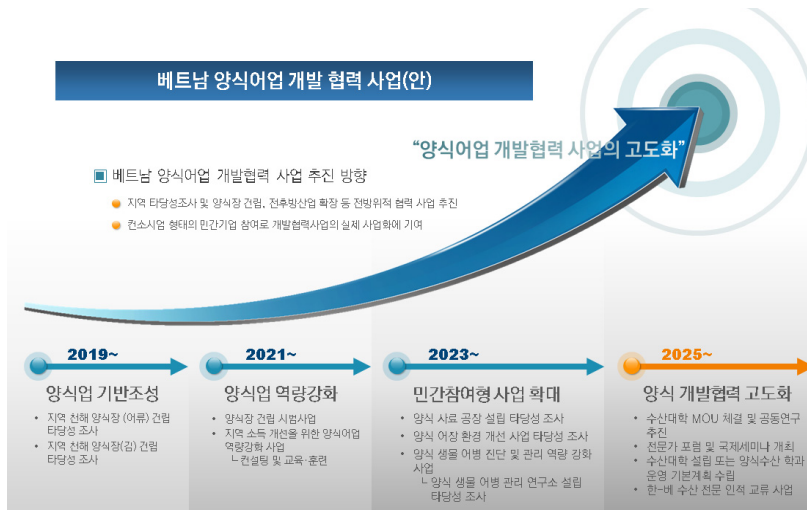 베트남 양식어업 개발 협력 사업(안)
“양식어업 개발협력 사업의 고도화”
▣ 베트남 양식어업 개발협력 사업 추진 방향
지역 타당성조사 및 양식장 건립, 전후방산업 확장 등 전방위적 협력 사업 추진
컨소시업 형태의 민간기업 참여로 개발협력사업의 실제 사업화에 기여
2019~
양식업 기반조성
• 지역 천해 양식장 (어류) 건립
타당성 조사
• 지역 천해 양식장(김) 건립
타당성 조사
2021~
양식업 역량강화
• 양식장 건립 시범사업
• 지역 소득 개선을 위한 양식어업
역량강화 사업
└ 컨설팅 및 교육·훈련
2023~
민간참여형 사업 확대
• 양식 사료 공장 설립 타당성 조사
• 양식 어장 환경 개선 사업 타당성 조사
• 양식 생물 어병 진단 및 관리 역량 강화
사업
└ 양식 생물 어병 관리 연구소 설립
타당성 조사
2025~
양식 개발협력 고도화
• 수산대학 MOU 체결 및 공동연구
추진
• 전문가 포럼 및 국제세미나 개최
• 수산대학 설립 또는 양식수산 학과
운영 기본계획 수립
• 한-베 수산 전문 인적 교류 사업